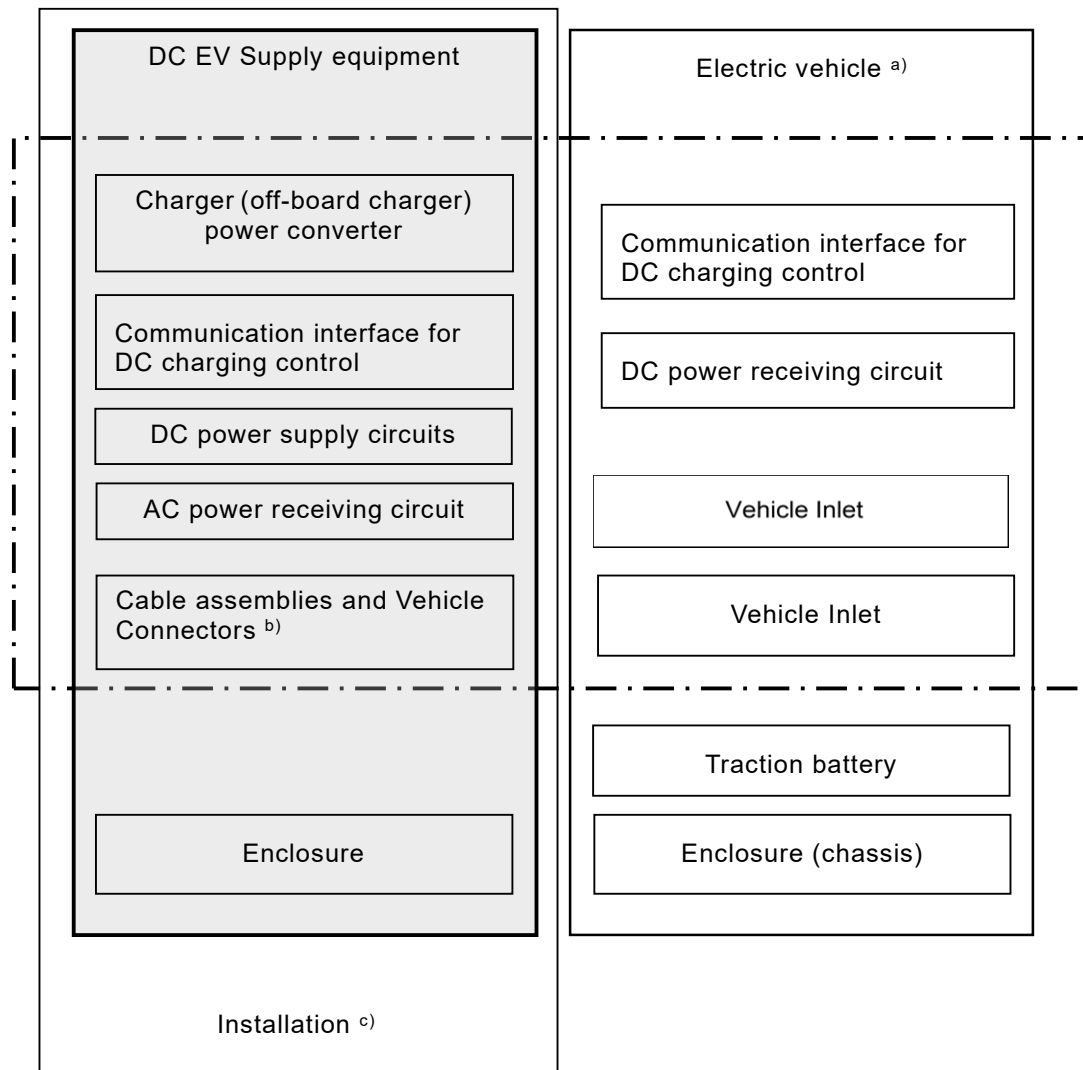 DC EV Supply equipment
Charger (off-board charger)
power converter
Communication interface for
DC charging control
DC power supply circuits
AC power receiving circuit
Cable assemblies and Vehicle
Connectors b)
Enclosure
Installation c)
Electric vehicle a)
Communication interface for
DC charging control
DC power receiving circuit
Vehicle Inlet
Vehicle Inlet
Traction battery
Enclosure (chassis)